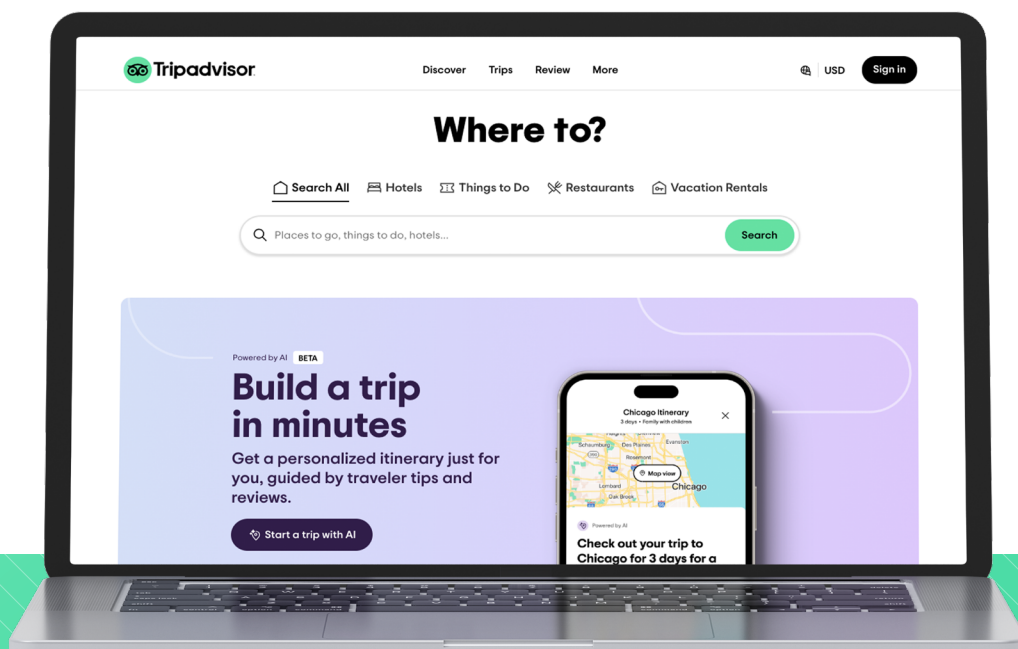 Tripadvisor
Discover Trips Review More
USD
Sign in
Where to?
Search All Hotels Things to Do Restaurants Vacation Rentals
Places to go, things to do, hotels...
Search
Powered by AI BETA
Build a trip
in minutes
Get a personalized itinerary just for
you, guided by traveler tips and
reviews.
Start a trip with AI
Chicago Itinerary
3 days • Family with children
Schaumburg
Des Plaines
Evanston
Rosemont
Map view
Lombard
Chicago
Oak Brook
Powered by AI
Check out your trip to
Chicago for 3 days for a